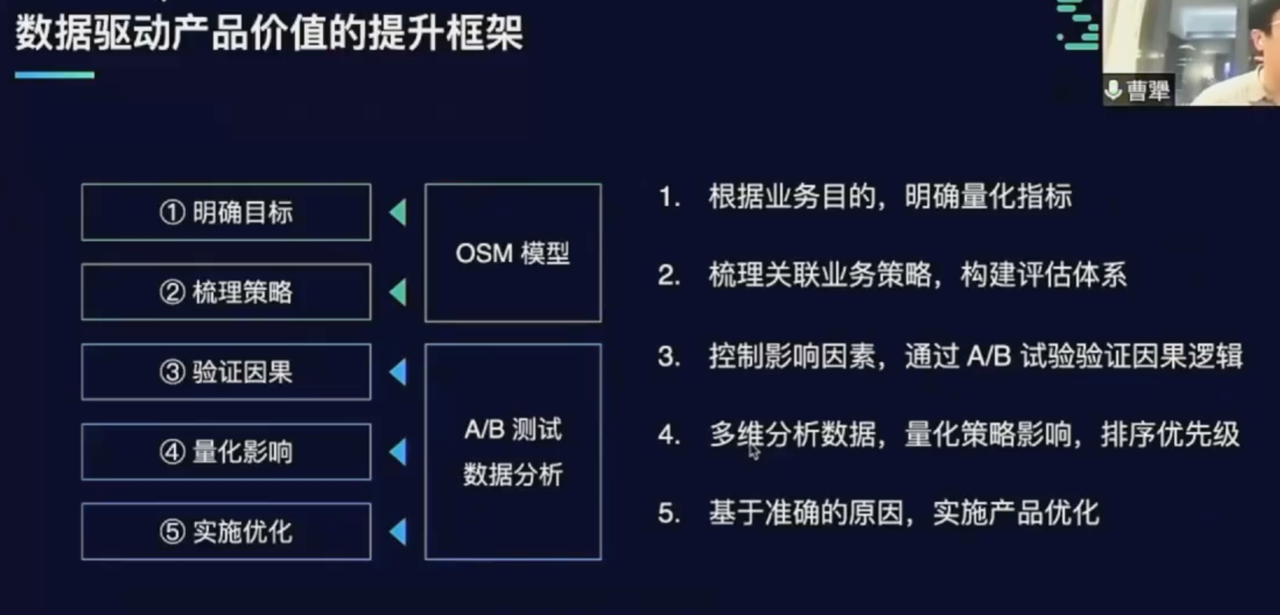 数据驱动产品价值的提升框架
曹犟
① 明确目标
② 梳理策略
③ 验证因果
④ 量化影响
⑤ 实施优化
OSM 模型
A/B 测试
数据分析
1. 根据业务目的，明确量化指标
2. 梳理关联业务策略，构建评估体系
3. 控制影响因素，通过 A/B 试验验证因果逻辑
4. 多维分析数据，量化策略影响，排序优先级
5. 基于准确的原因，实施产品优化